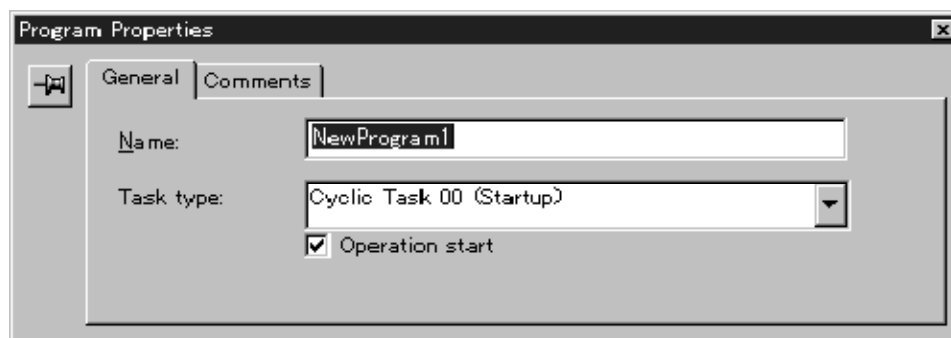 Program Properties
General Comments
Name: NewProgram1
Task type: Cyclic Task 00 (Startup)
Operation start